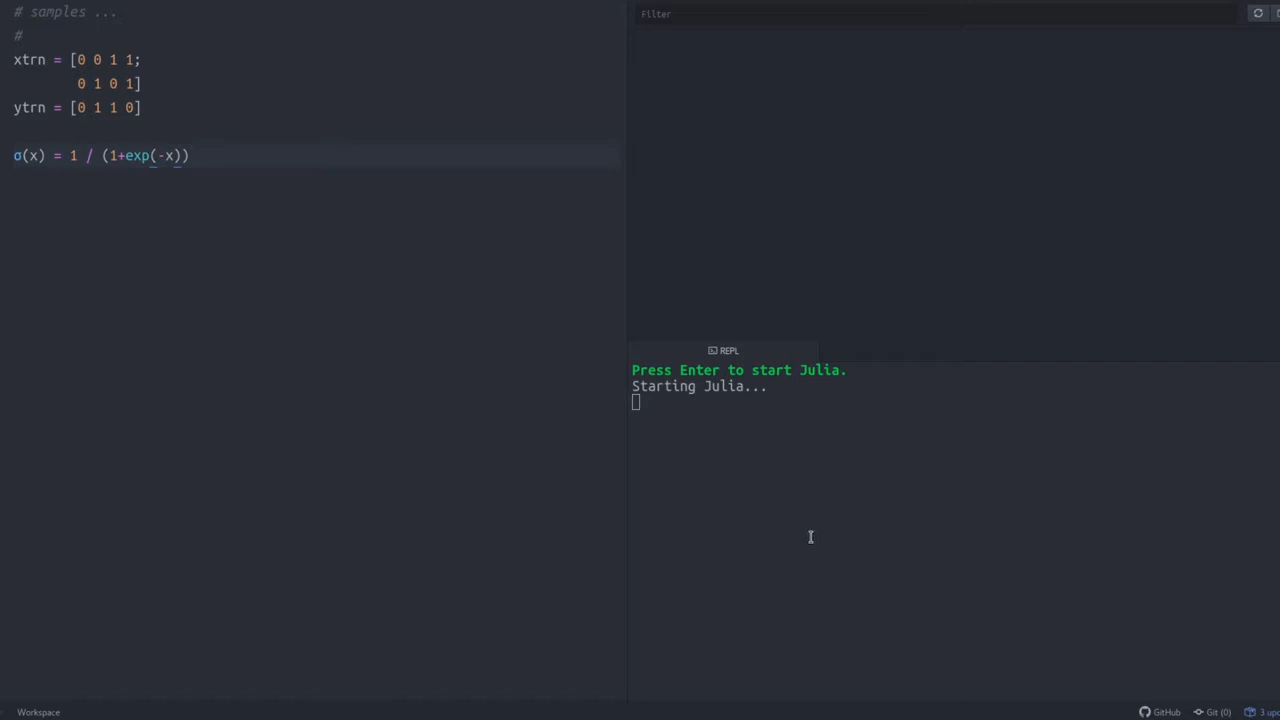 # samples ...
#
xtrn = [0 0 1 1;
0 1 0 1]
ytrn = [0 1 1 0]
σ(x) = 1 / (1+exp(-x))
Filter
REPL
Press Enter to start Julia.
Starting Julia...
Workspace
GitHub
Git (0)